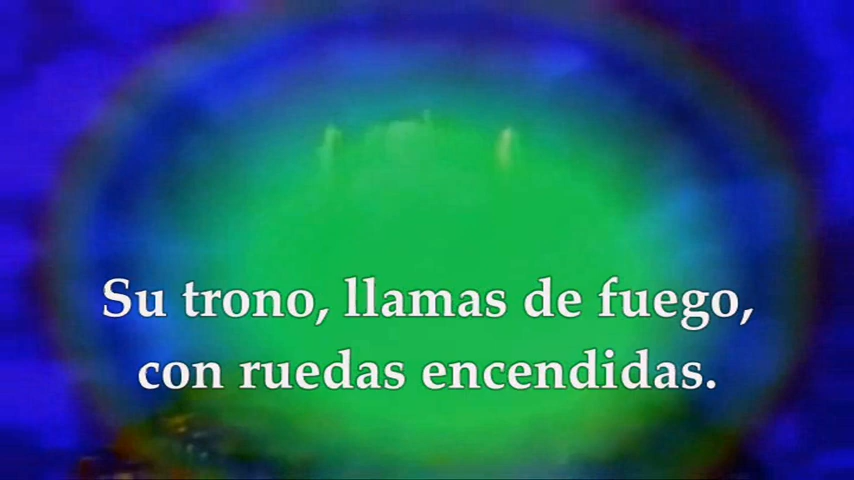 Su trono, llamas de fuego,
con ruedas encendidas.